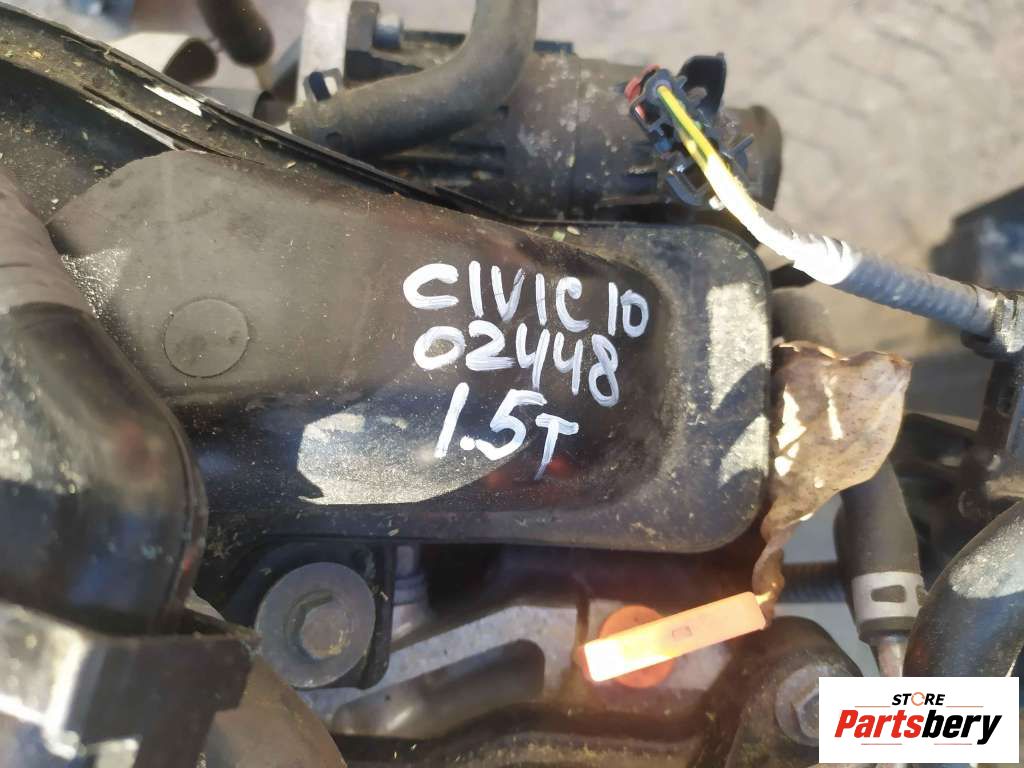 CIVIC 10
02448
1.5T
STORE
Partsbery